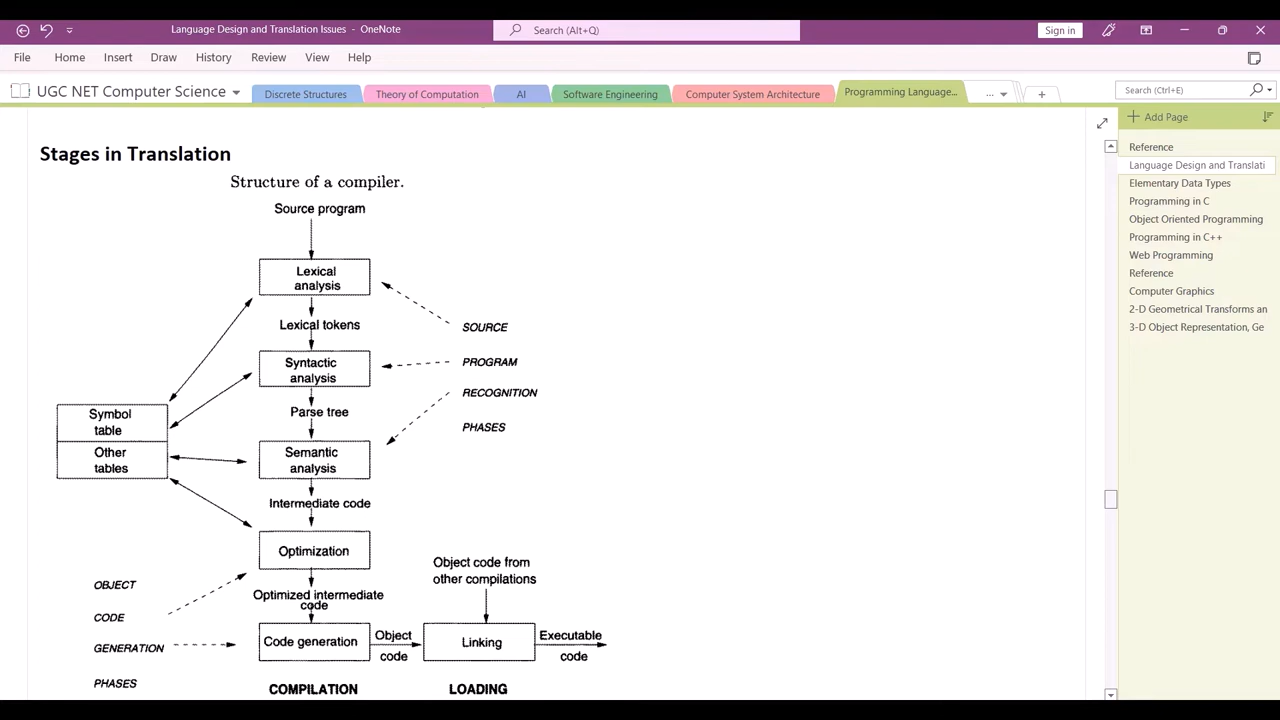 Language Design and Translation Issues - OneNote
Search (Alt+Q)
Sign in
File Home Insert Draw History Review View Help
UGC NET Computer Science
Discrete Structures
Theory of Computation
AI
Software Engineering
Computer System Architecture
Programming Language...
...
Search (Ctrl+E)
Add Page
Reference
Language Design and Translati
Elementary Data Types
Programming in C
Object Oriented Programming
Programming in C++
Web Programming
Reference
Computer Graphics
2-D Geometrical Transforms an
3-D Object Representation, Ge
Stages in Translation
Structure of a compiler.
Source program
Lexical
analysis
Lexical tokens
SOURCE
Syntactic
analysis
PROGRAM
RECOGNITION
Parse tree
PHASES
Symbol
table
Other
tables
Semantic
analysis
Intermediate code
Optimization
Object code from
other compilations
OBJECT
Optimized intermediate
code
CODE
Code generation
Object
code
Linking
Executable
code
GENERATION
PHASES
COMPILATION
LOADING